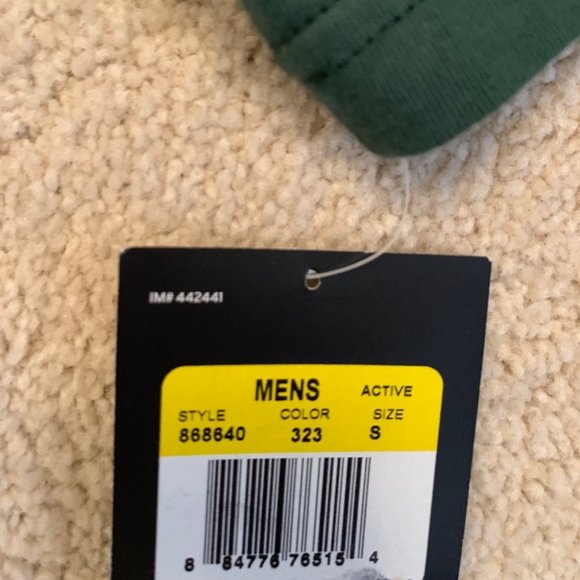 IM# 442441
MENS ACTIVE
STYLE COLOR SIZE
868640 323 S
8 84776 76515 4